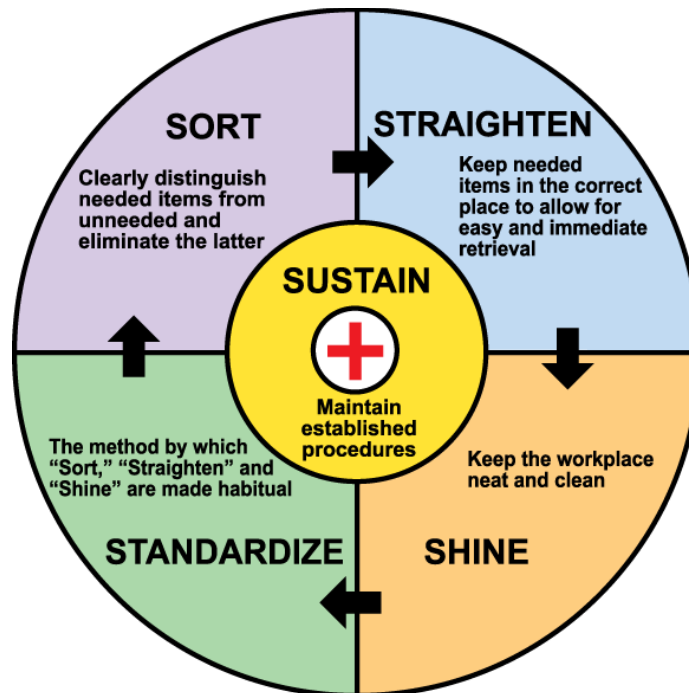 SORT
Clearly distinguish
needed items from
unneeded and
eliminate the latter
STRAIGHTEN
Keep needed
items in the correct
place to allow for
easy and immediate
retrieval
SUSTAIN
Maintain
established
procedures
The method by which
“Sort,” “Straighten” and
“Shine” are made habitual
STANDARDIZE
Keep the workplace
neat and clean
SHINE